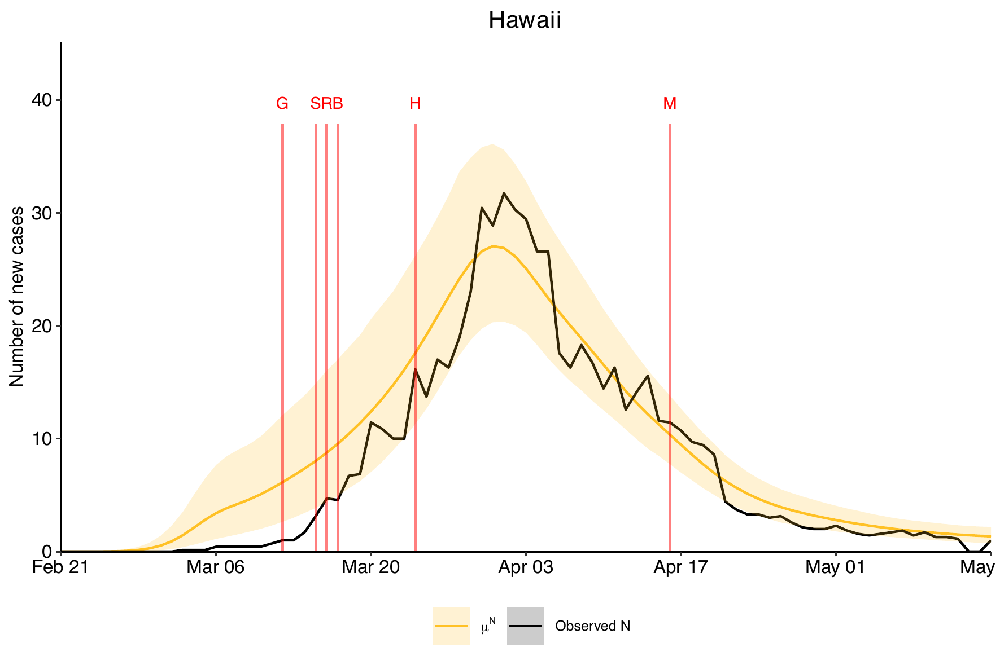 Hawaii
Number of new cases
40
30
20
10
0
G SRB H M
Feb 21 Mar 06 Mar 20 Apr 03 Apr 17 May 01 May
μN Observed N